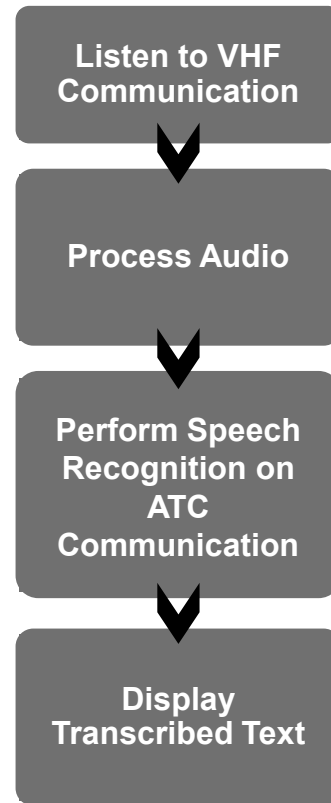 Listen to VHF
Communication
Process Audio
Perform Speech
Recognition on
ATC
Communication
Display
Transcribed Text